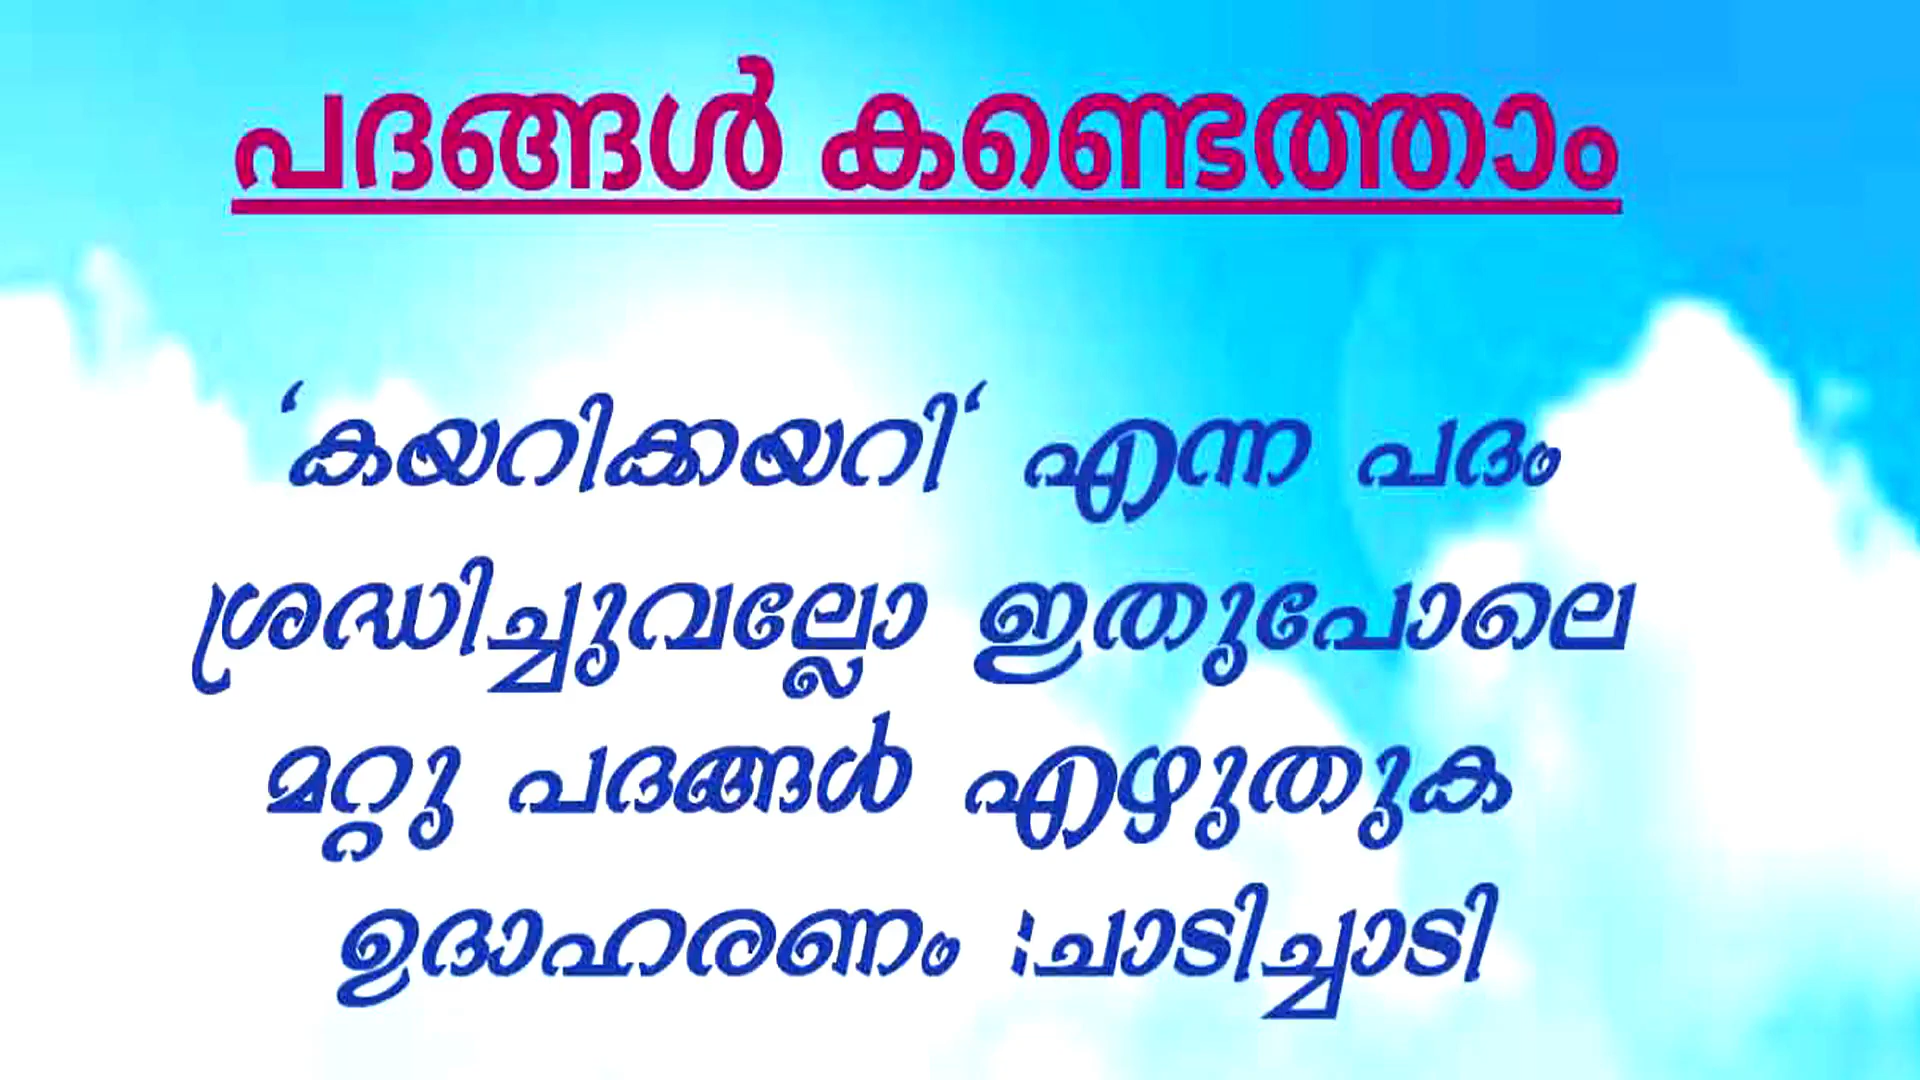 പദങ്ങൾ കണ്ടെത്താം
‘കയറിക്കയറി‘ എന്ന പദം
ശ്രദ്ധിച്ചുവല്ലോ ഇതുപോലെ
മറ്റു പദങ്ങൾ എഴുതുക
ഉദാഹരണം :ചാടിച്ചാടി